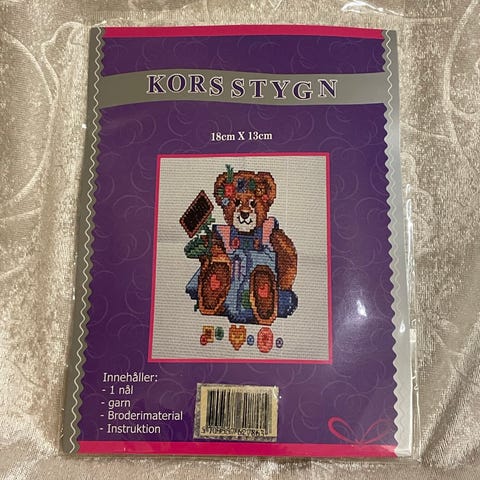 KORS STYGN
18cm X 13cm
Innehåller:
- 1 nål
- garn
- Broderimaterial
- Instruktion